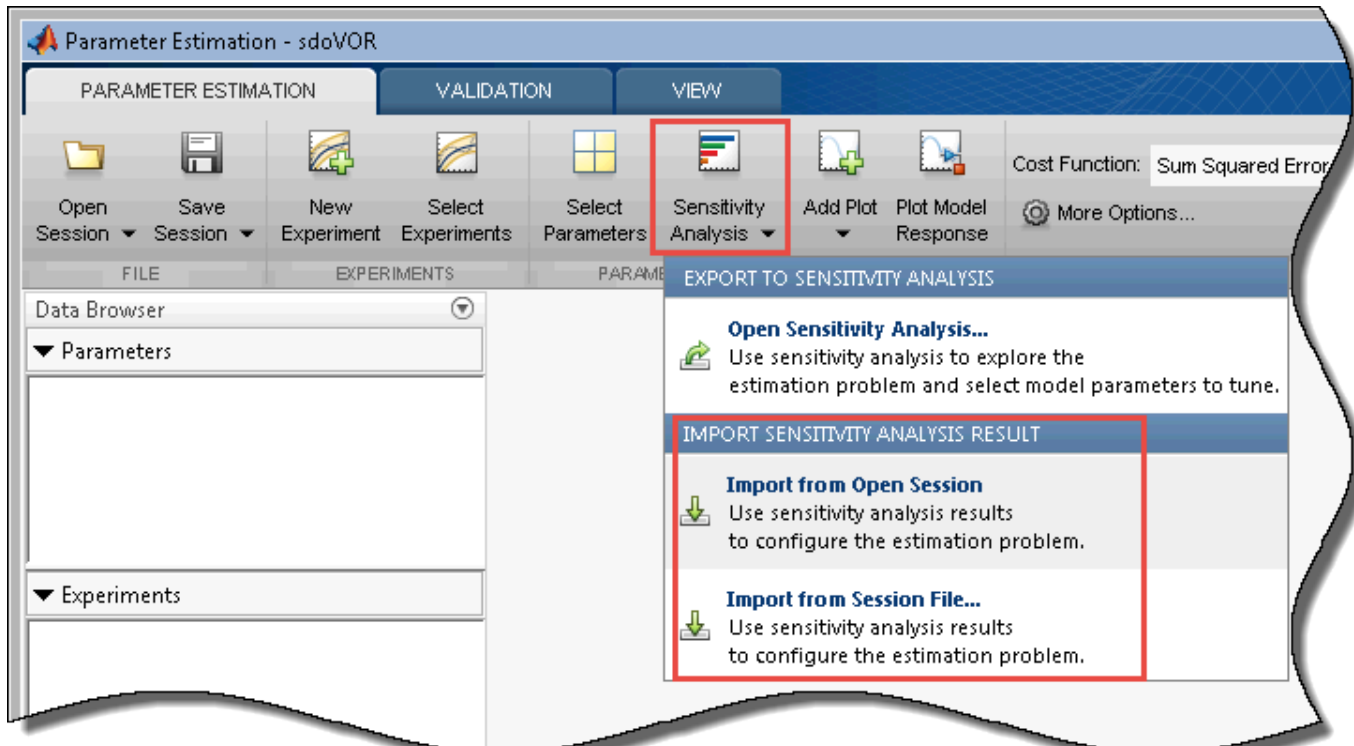 Parameter Estimation - sdoVOR
PARAMETER ESTIMATION VALIDATION VIEW
Open Session
Save Session
New Experiment
Select Experiments
Select Parameters
Sensitivity Analysis
Add Plot
Plot Model Response
Cost Function: Sum Squared Error
More Options...
FILE EXPERIMENTS PARAME
Data Browser
Parameters
Experiments
EXPORT TO SENSITIVITY ANALYSIS
Open Sensitivity Analysis...
Use sensitivity analysis to explore the
estimation problem and select model parameters to tune.
IMPORT SENSITIVITY ANALYSIS RESULT
Import from Open Session
Use sensitivity analysis results
to configure the estimation problem.
Import from Session File...
Use sensitivity analysis results
to configure the estimation problem.